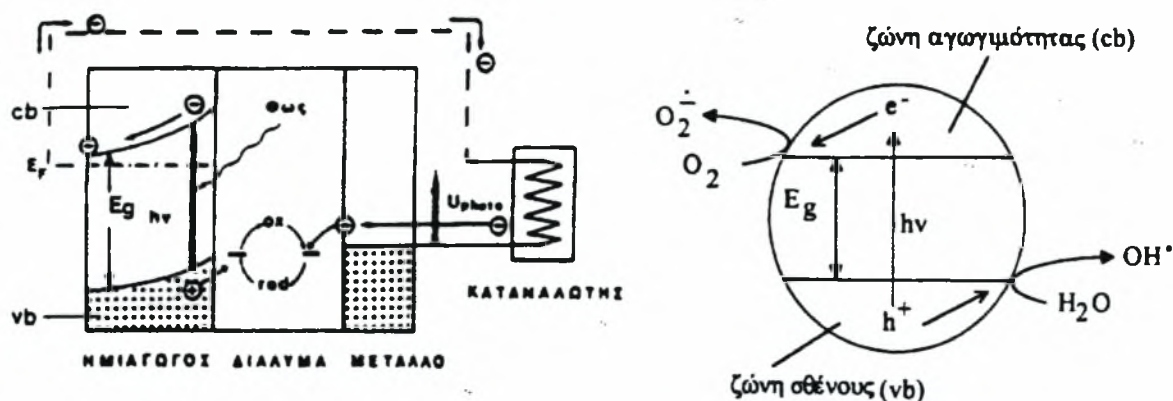 cb
E_F
Eg
hν
vb
Φως
ox
red
U_photo
ΚΑΤΑΝΑΛΩΤΗΣ
ΗΜΙΑΓΩΓΟΣ ΔΙΑΛΥΜΑ ΜΕΤΑΛΛΟ
ζώνη αγωγιμότητας (cb)
O₂•⁻
e⁻
O₂
E_g
hν
OH•
h⁺
H₂O
ζώνη σθένους (vb)